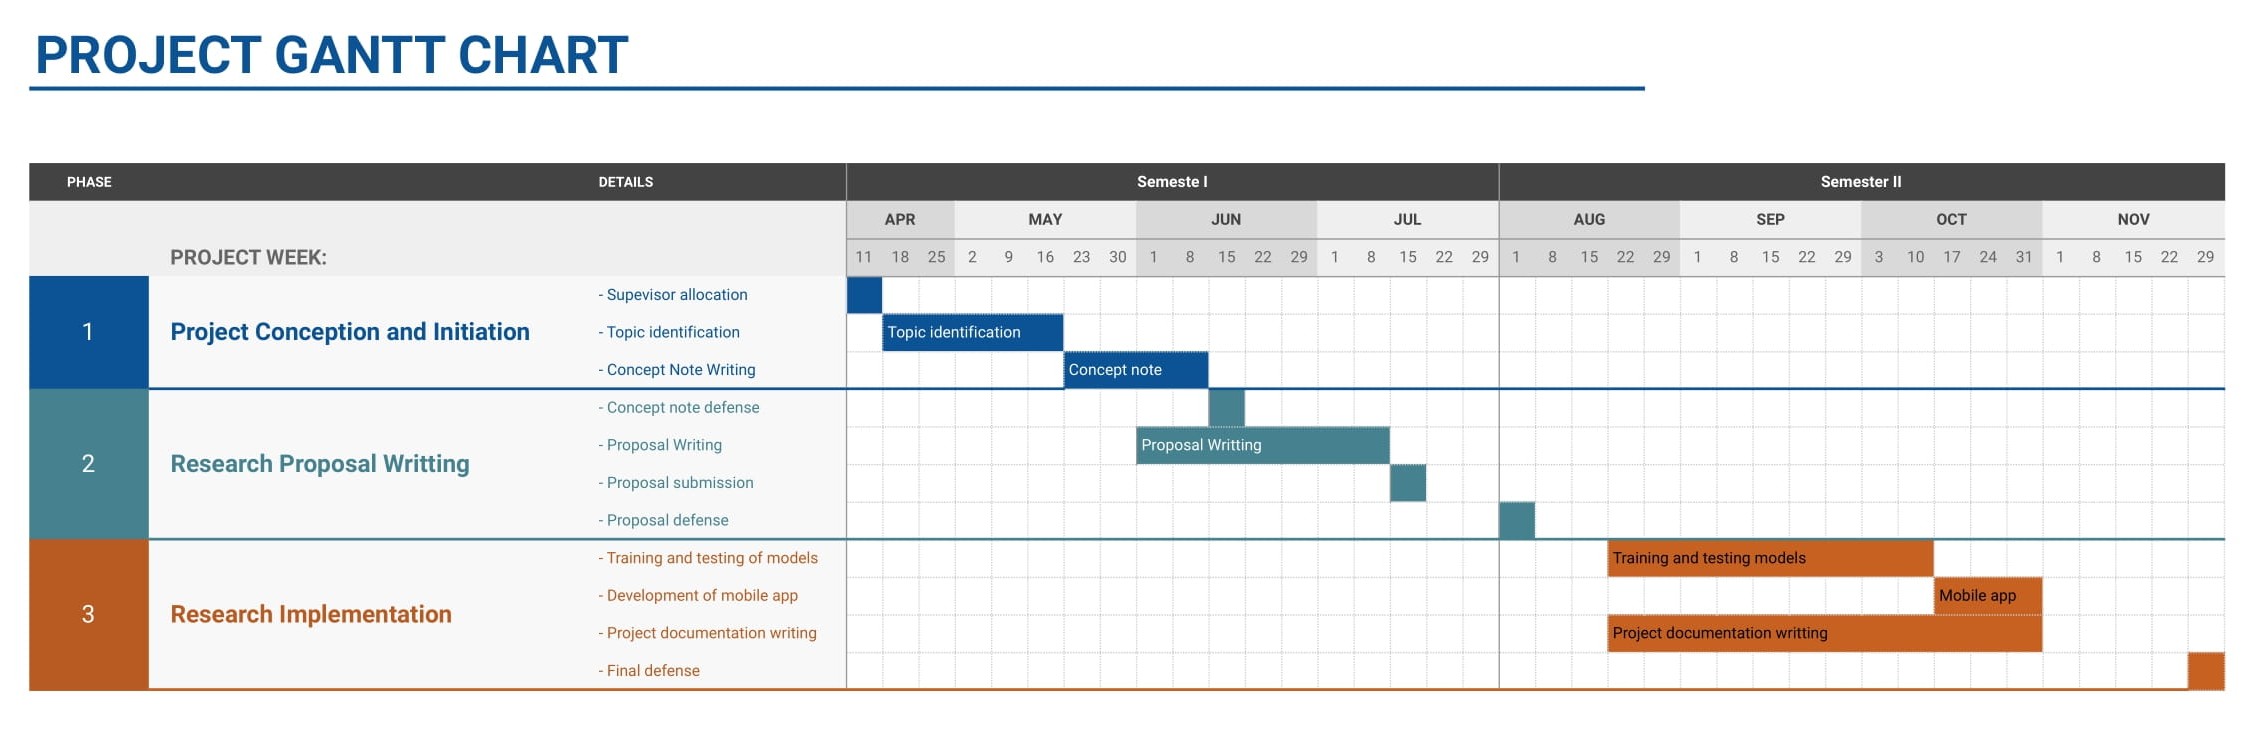 PROJECT GANTT CHART
PHASE DETAILS Semeste I Semester II
APR MAY JUN JUL AUG SEP OCT NOV
PROJECT WEEK: 11 18 25 2 9 16 23 30 1 8 15 22 29 1 8 15 22 29 1 8 15 22 29 1 8 15 22 29 3 10 17 24 31 1 8 15 22 29
- Supevisor allocation
1 Project Conception and Initiation - Topic identification Topic identification
- Concept Note Writing Concept note
- Concept note defense
- Proposal Writing Proposal Writting
2 Research Proposal Writting
- Proposal submission
- Proposal defense
- Training and testing of models Training and testing models
- Development of mobile app Mobile app
3 Research Implementation
- Project documentation writing Project documentation writting
- Final defense